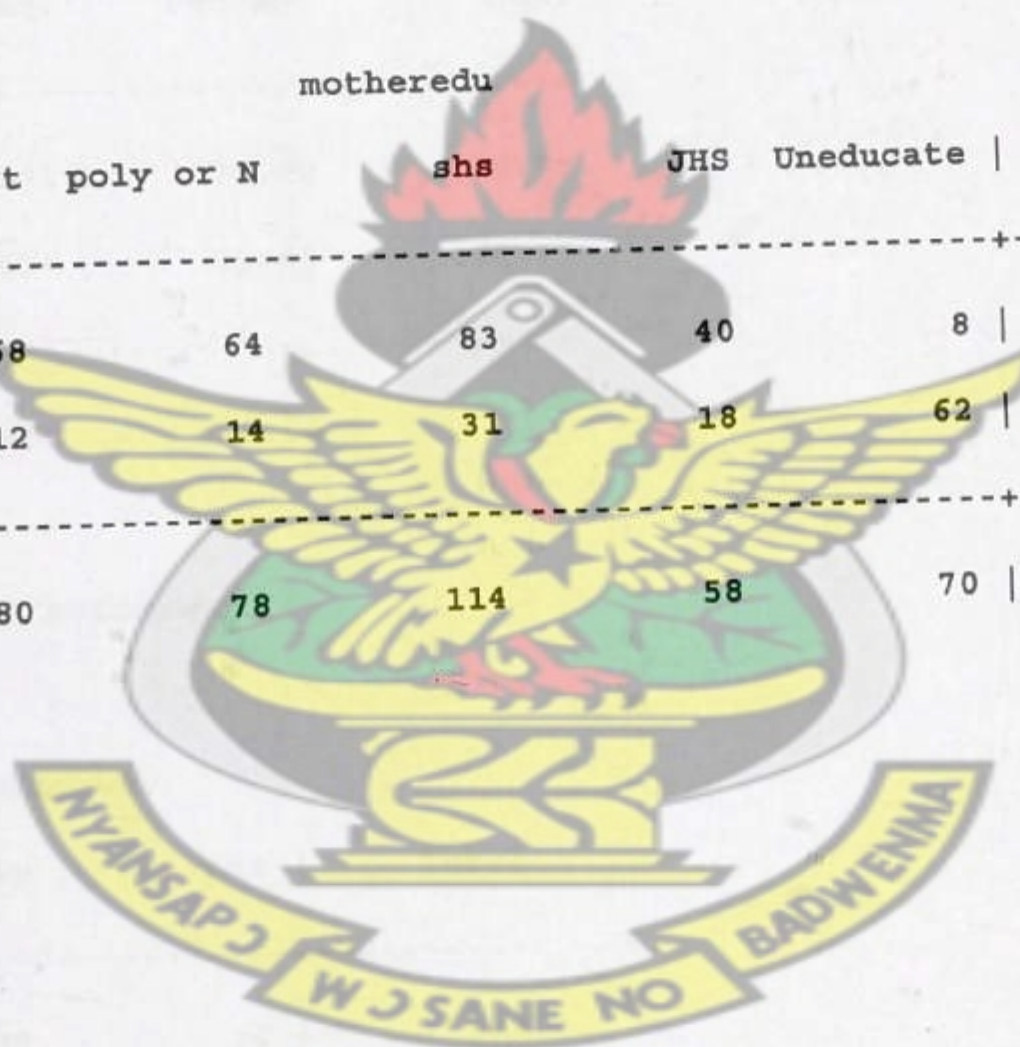 motheredu
t poly or N shs JHS Uneducate |
--------------------------------------------------+-
58 64 83 40 8 |
12 14 31 18 62 |
--------------------------------------------------+
80 78 114 58 70 |
NYANSAPƆ WƆSANE NO BADWENMA